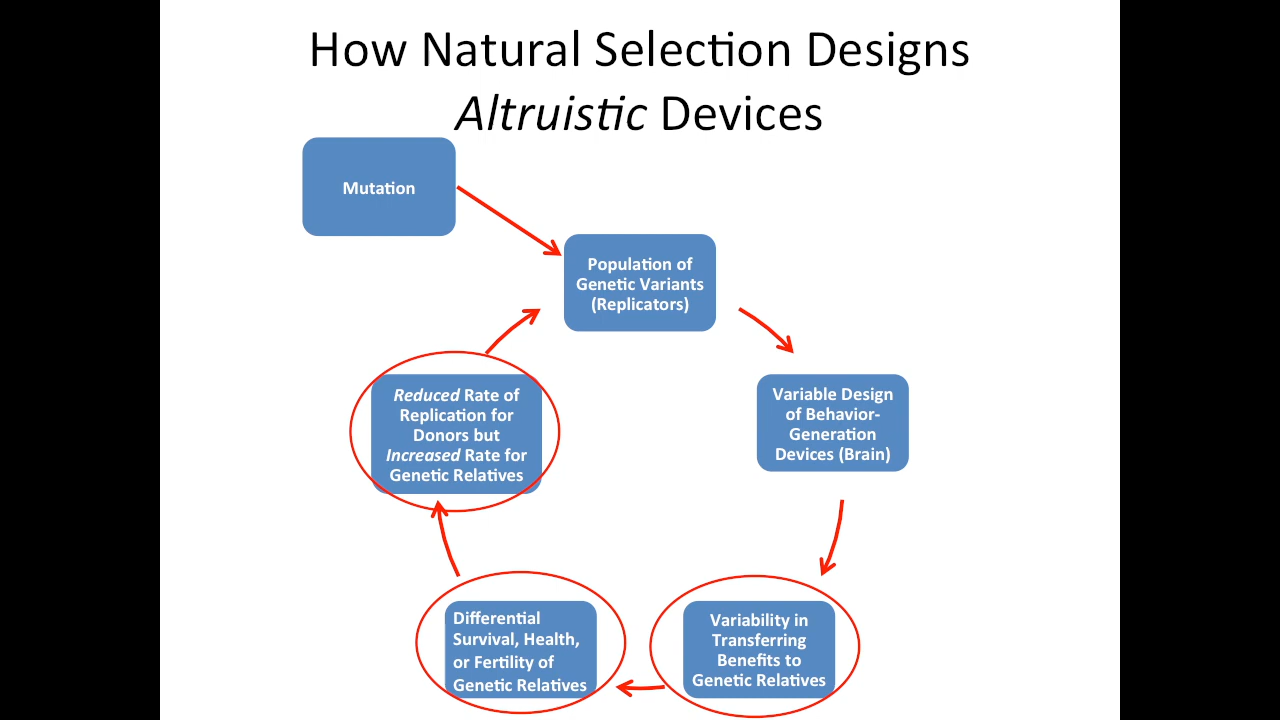 How Natural Selection Designs
Altruistic Devices
Mutation
Population of
Genetic Variants
(Replicators)
Variable Design
of Behavior-
Generation
Devices (Brain)
Variability in
Transferring
Benefits to
Genetic Relatives
Differential
Survival, Health,
or Fertility of
Genetic Relatives
Reduced Rate of
Replication for
Donors but
Increased Rate for
Genetic Relatives